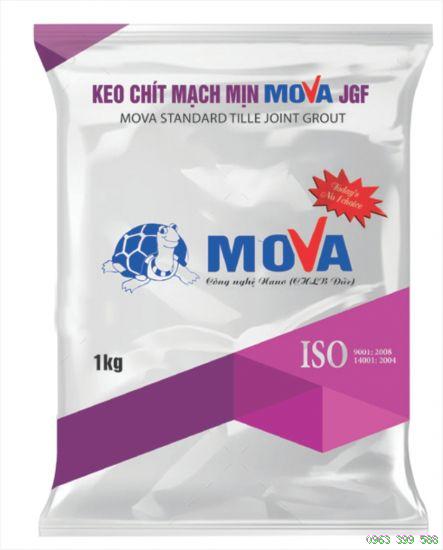 KEO CHÍT MẠCH MỊN MOVA JGF
MOVA STANDARD TILLE JOINT GROUT
Today's
No 1 choice
MOVA
Công nghệ Nano (CHLB Đức)
1kg
ISO 9001: 2008
14001: 2004
0963 399 588